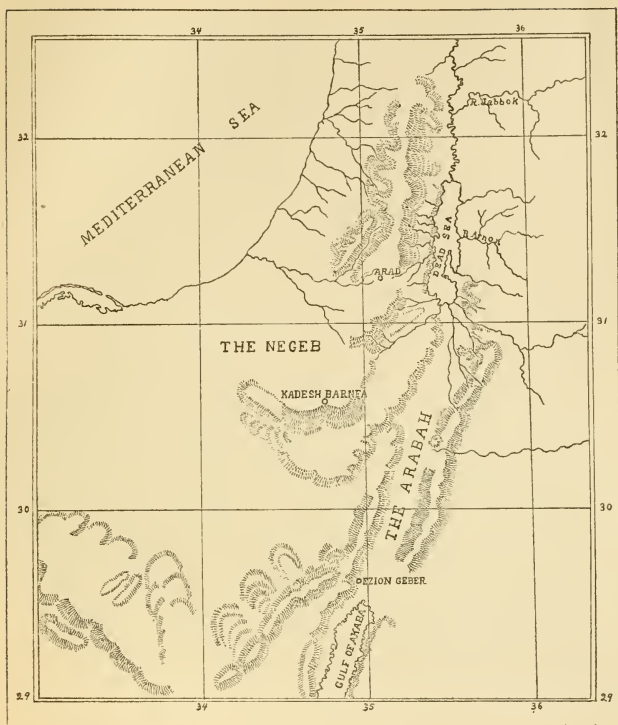 34 35 36
MEDITERRANEAN SEA
R. Jabbok
32 32
DEAD SEA
R. Arnon
ARAD
31 31
THE NEGEB
KADESH BARNEA
THE ARABAH
30 30
EZION GEBER
GULF OF AKABA
29 29
34 35 36